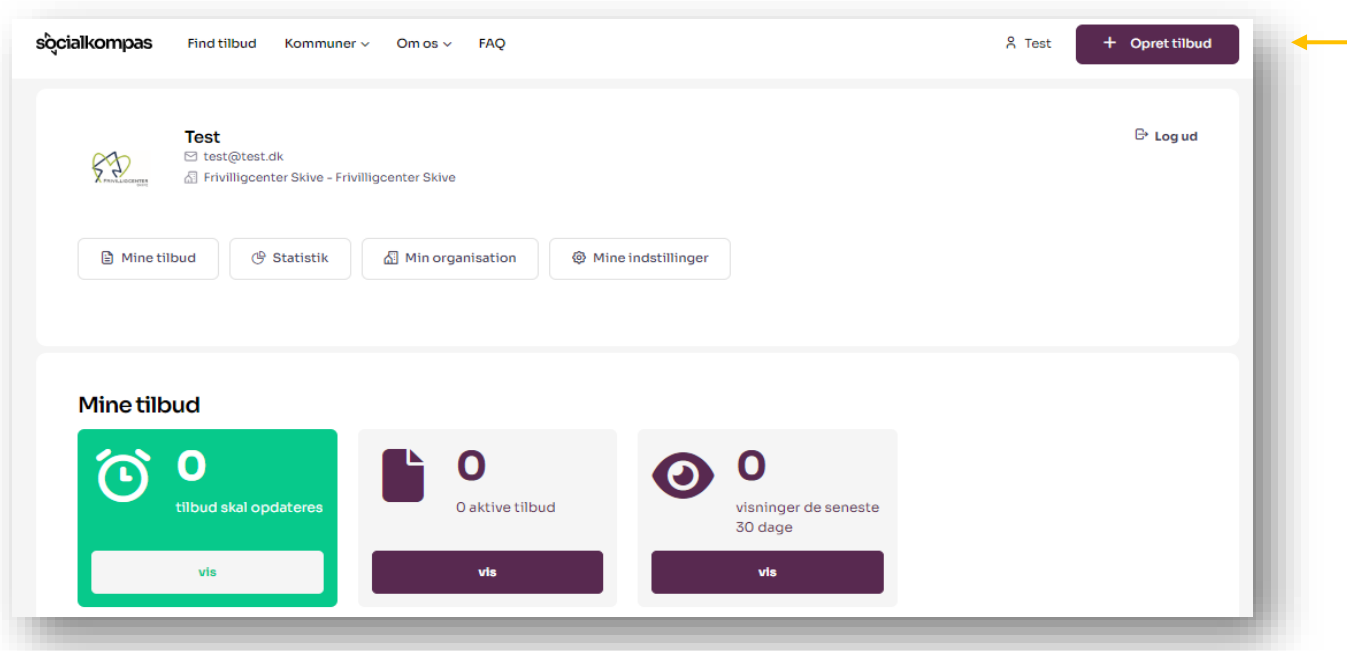 socialkompas Find tilbud Kommuner Om os FAQ Test + Opret tilbud
Test Log ud
test@test.dk
Frivilligcenter Skive - Frivilligcenter Skive
FRIVILLIGCENTER
Mine tilbud Statistik Min organisation Mine indstillinger
Mine tilbud
0 0 0
tilbud skal opdateres 0 aktive tilbud visninger de seneste
30 dage
vis vis vis